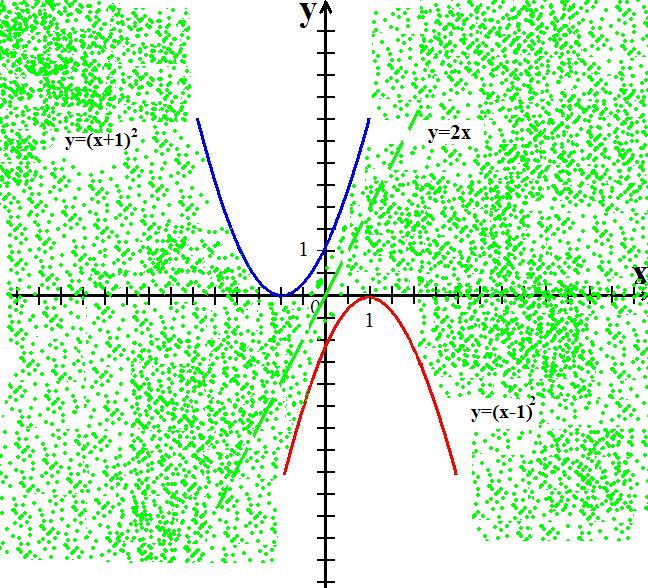 y
y=(x+1)²
y=2x
1
x
0
1
y=(x-1)²